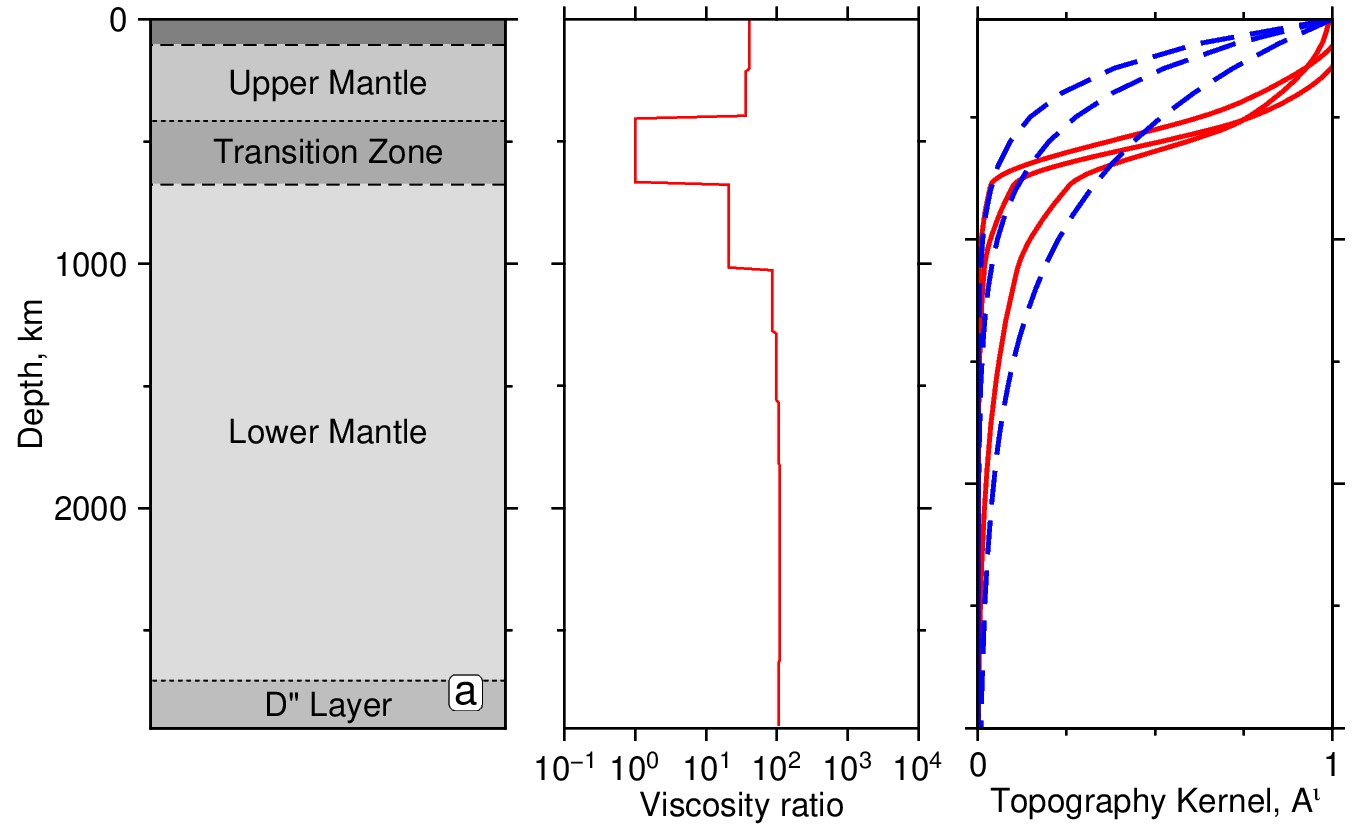 0
Upper Mantle
Transition Zone
1000
Depth, km
Lower Mantle
2000
D" Layer
a
10⁻¹ 10⁰ 10¹ 10² 10³ 10⁴
Viscosity ratio
0 1
Topography Kernel, Aᶥ